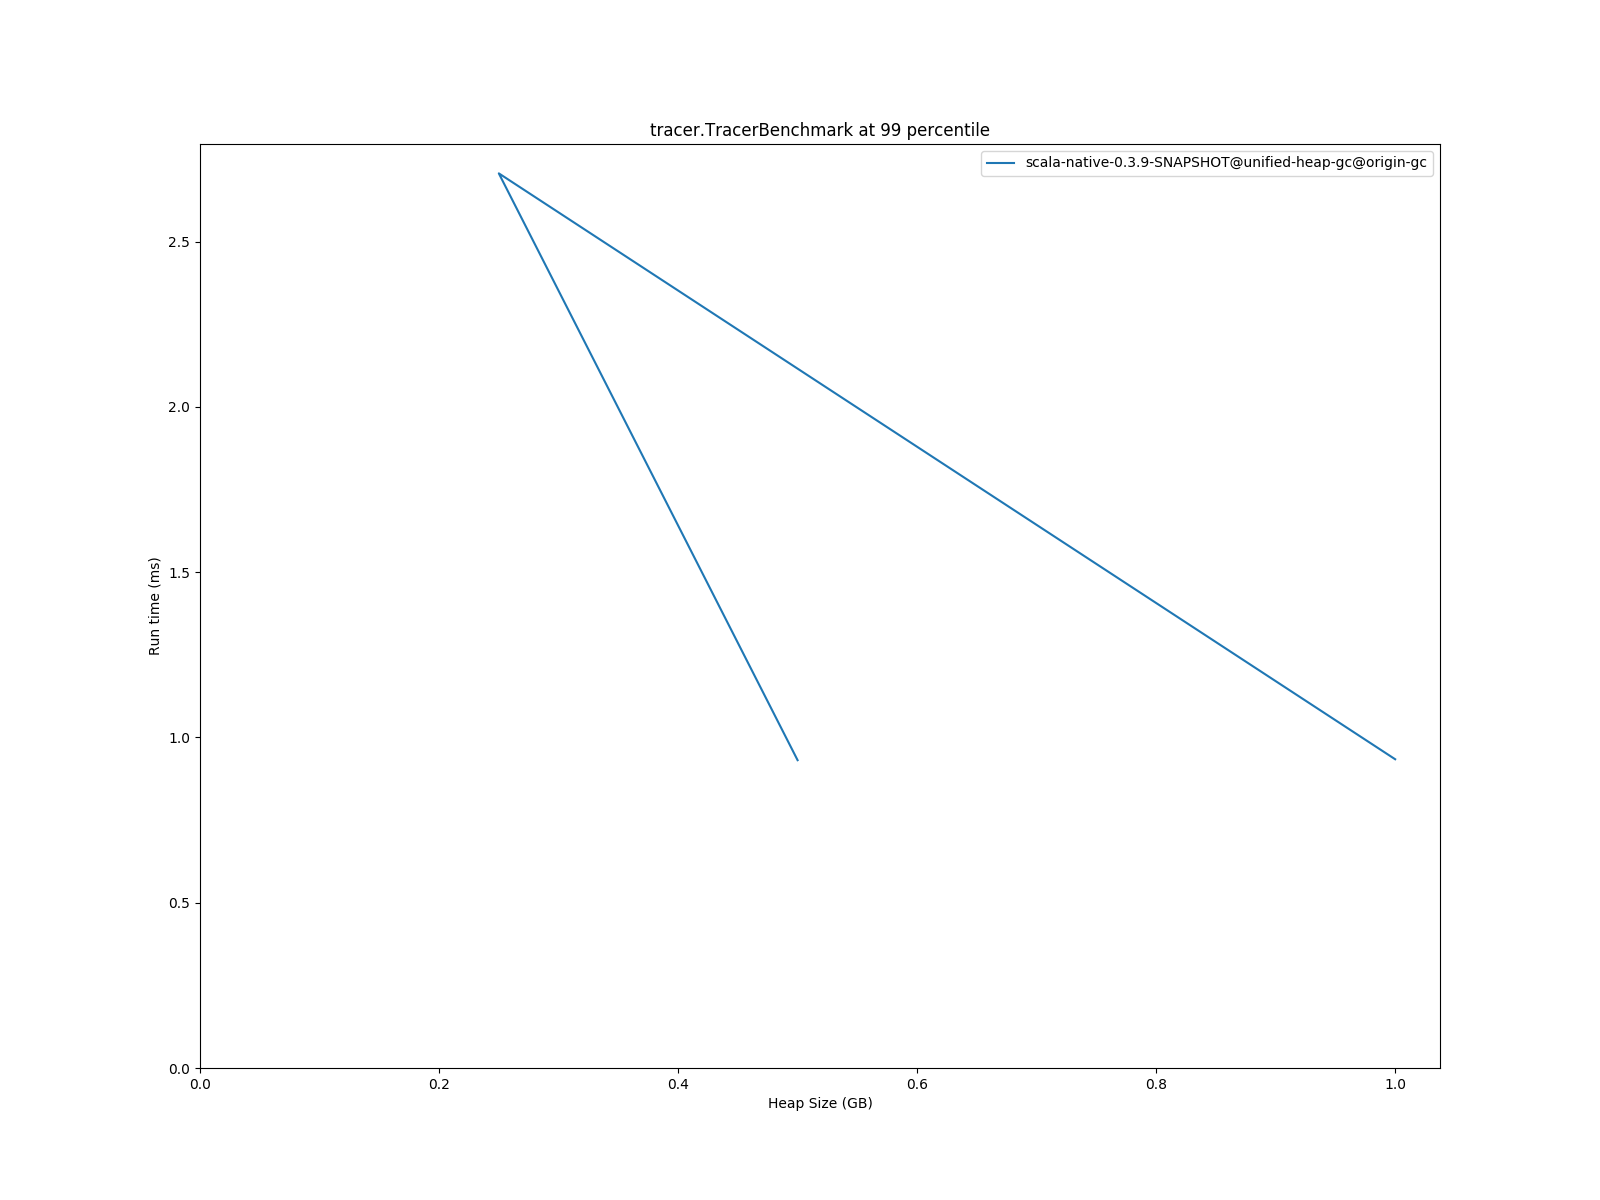 tracer.TracerBenchmark at 99 percentile
scala-native-0.3.9-SNAPSHOT@unified-heap-gc@origin-gc
2.5
2.0
1.5
1.0
0.5
0.0
Run time (ms)
0.0 0.2 0.4 0.6 0.8 1.0
Heap Size (GB)